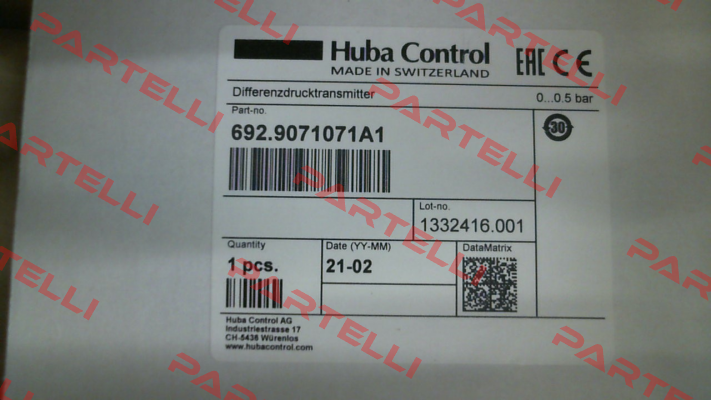 Huba Control
MADE IN SWITZERLAND
EAC CE
Differenzdrucktransmitter
0...0.5 bar
Part-no.
692.9071071A1
30
Lot-no.
1332416.001
Quantity
1 pcs.
Date (YY-MM)
21-02
DataMatrix
Huba Control AG
Industriestrasse 17
CH-5436 Würenlos
www.hubacontrol.com
PARTELLI
PARTELLI
PARTELLI
PARTELLI
PARTELLI
PARTELLI
PARTELLI